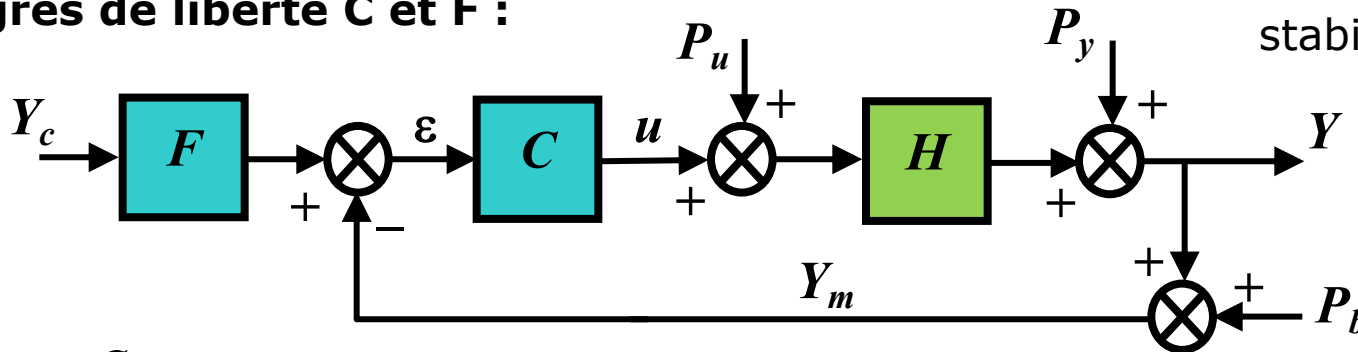 grés de liberté C et F :
stabi
P_u
P_y
Y_c
F
ε
C
u
H
Y
+
+
+
+
+
−
+
+
Y_m
P_b